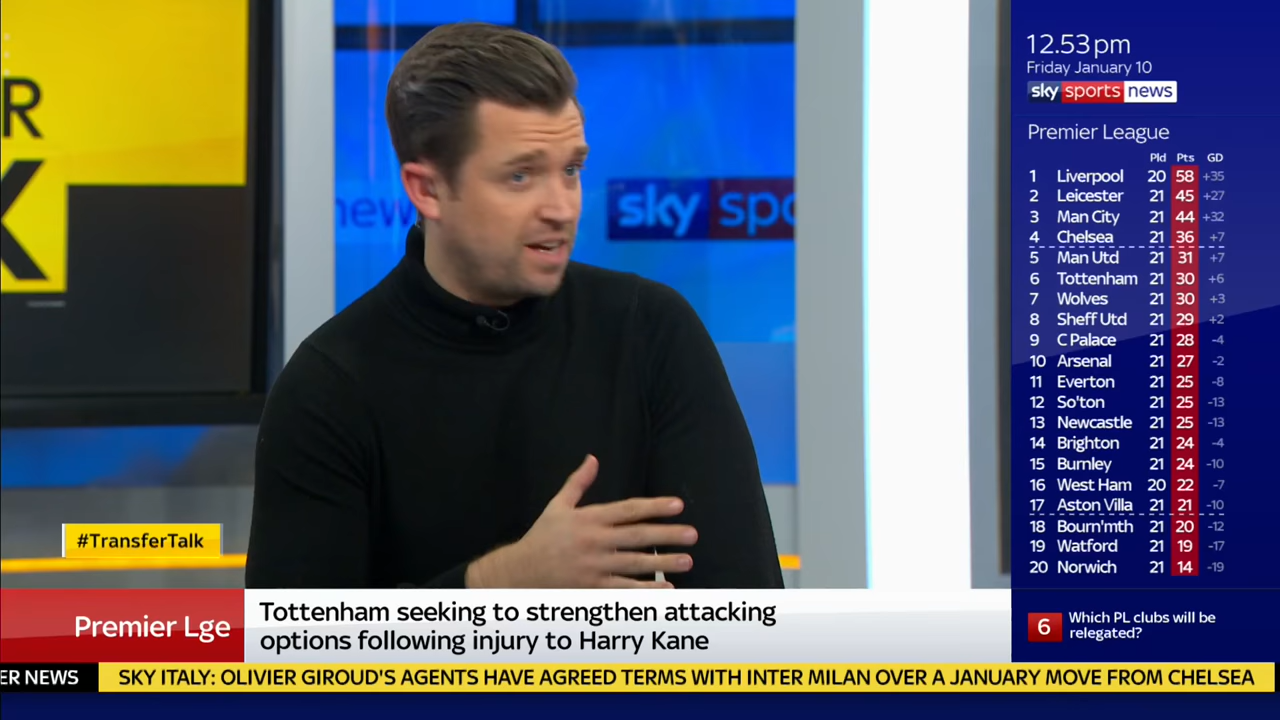 R
K
new
sky spo
12.53pm
Friday January 10
sky sports news
Premier League
Pld Pts GD
1 Liverpool 20 58 +35
2 Leicester 21 45 +27
3 Man City 21 44 +32
4 Chelsea 21 36 +7
5 Man Utd 21 31 +7
6 Tottenham 21 30 +6
7 Wolves 21 30 +3
8 Sheff Utd 21 29 +2
9 C Palace 21 28 -4
10 Arsenal 21 27 -2
11 Everton 21 25 -8
12 So'ton 21 25 -13
13 Newcastle 21 25 -13
14 Brighton 21 24 -4
15 Burnley 21 24 -10
16 West Ham 20 22 -7
17 Aston Villa 21 21 -10
18 Bourn'mth 21 20 -12
19 Watford 21 19 -17
20 Norwich 21 14 -19
#TransferTalk
Premier Lge
Tottenham seeking to strengthen attacking
options following injury to Harry Kane
6 Which PL clubs will be
relegated?
ER NEWS SKY ITALY: OLIVIER GIROUD'S AGENTS HAVE AGREED TERMS WITH INTER MILAN OVER A JANUARY MOVE FROM CHELSEA